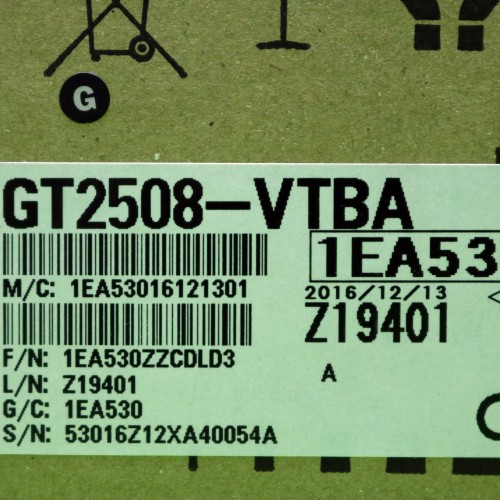 G
GT2508-VTBA
1EA53
M/C: 1EA53016121301
2016/12/13
Z19401
F/N: 1EA530ZZCDLD3
A
L/N: Z19401
G/C: 1EA530
S/N: 53016Z12XA40054A